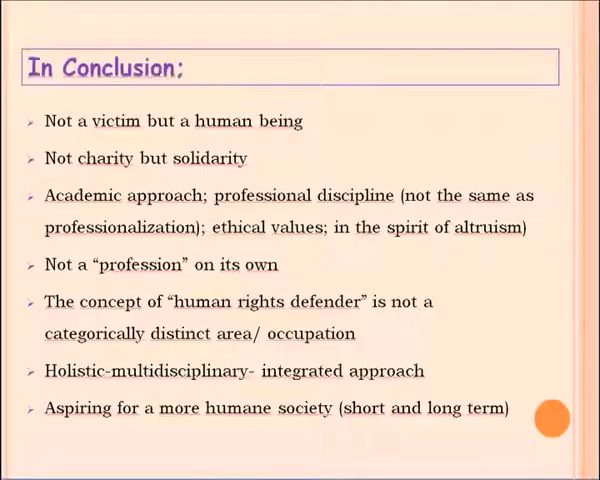 In Conclusion;
Not a victim but a human being
Not charity but solidarity
Academic approach; professional discipline (not the same as
professionalization); ethical values; in the spirit of altruism)
Not a “profession” on its own
The concept of “human rights defender” is not a
categorically distinct area/ occupation
Holistic-multidisciplinary- integrated approach
Aspiring for a more humane society (short and long term)